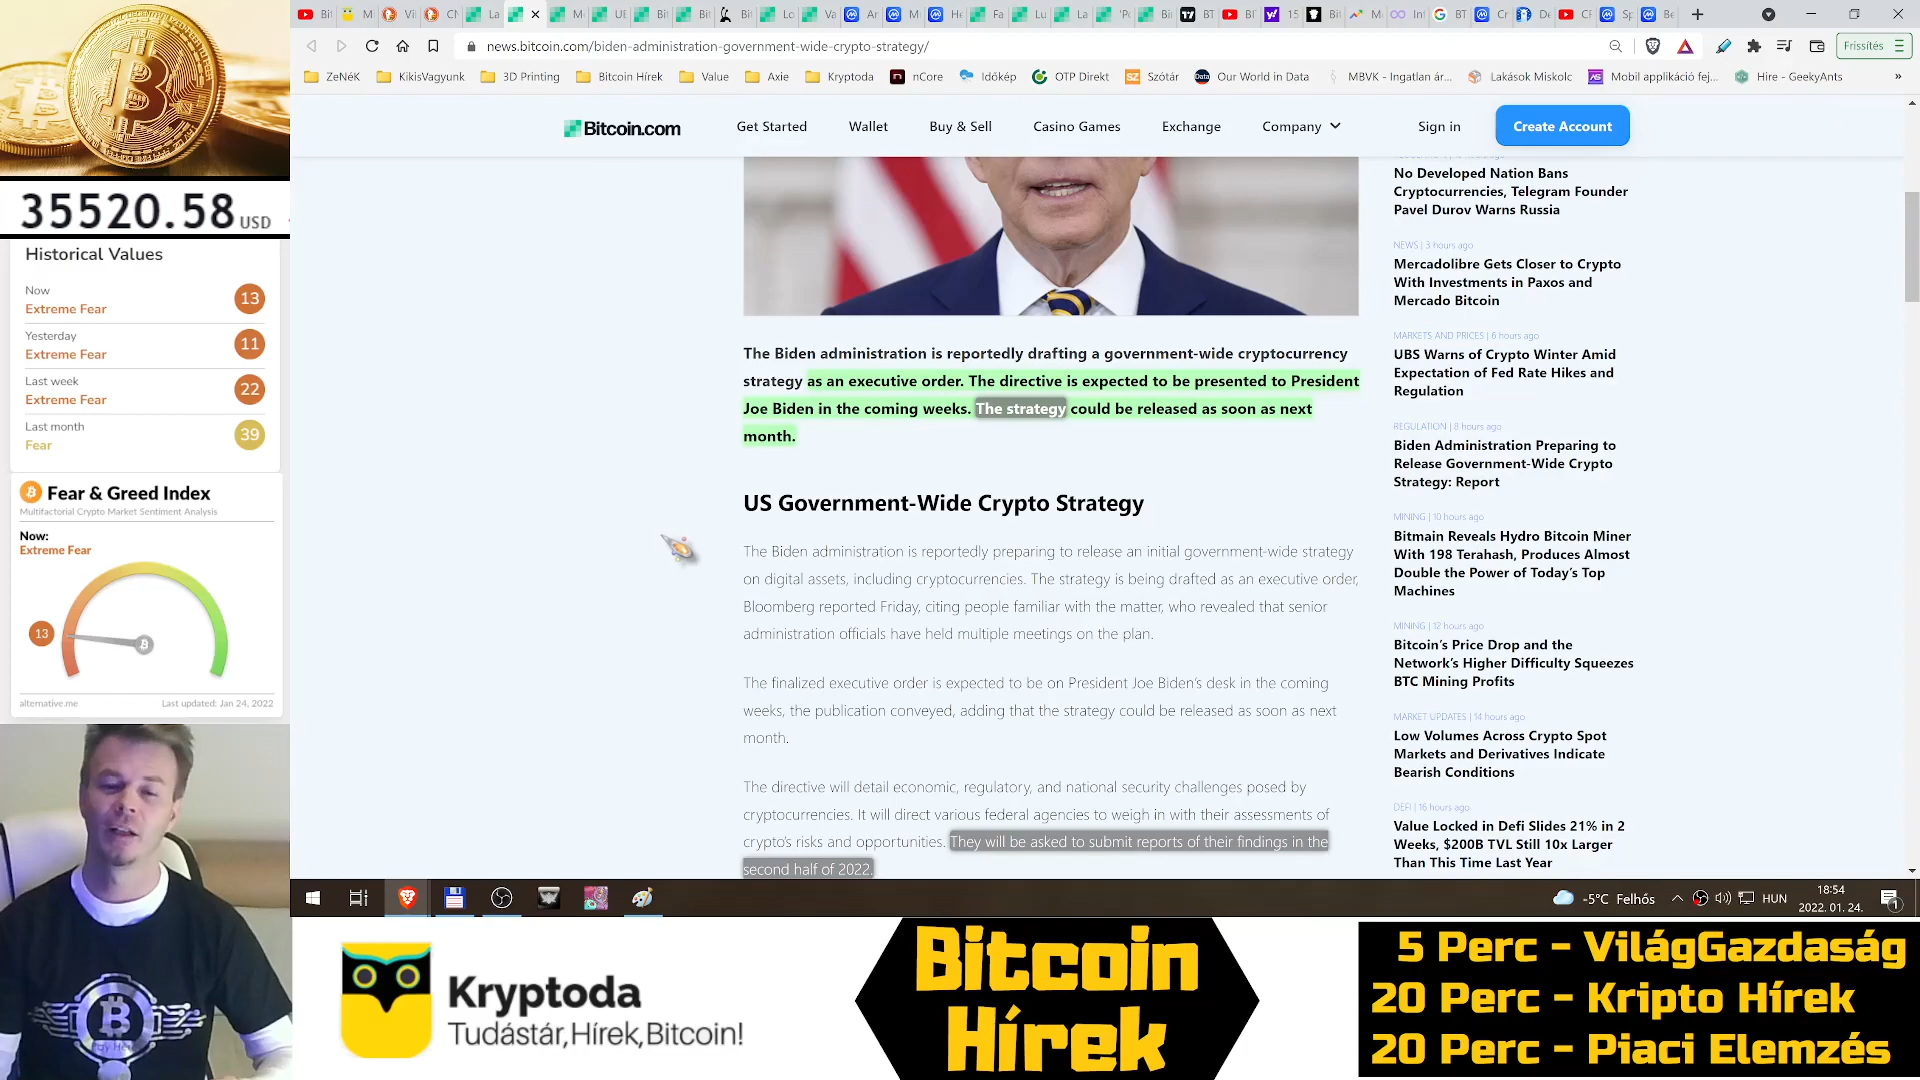 35520.58 USD
Historical Values
Now
Extreme Fear
13
Yesterday
Extreme Fear
11
Last week
Extreme Fear
22
Last month
Fear
39
Fear & Greed Index
Multifactorial Crypto Market Sentiment Analysis
Now:
Extreme Fear
13
alternative.me
Last updated: Jan 24, 2022
news.bitcoin.com/biden-administration-government-wide-crypto-strategy/
Frissítés
ZeNéK
KikisVagyunk
3D Printing
Bitcoin Hírek
Value
Axie
Kryptoda
nCore
Időkép
OTP Direkt
Szótár
Our World in Data
MBVK - Ingatlan ár...
Lakások Miskolc
Mobil applikáció fej...
Hire - GeekyAnts
»
Bitcoin.com
Get Started
Wallet
Buy & Sell
Casino Games
Exchange
Company
Sign in
Create Account
The Biden administration is reportedly drafting a government-wide cryptocurrency
strategy as an executive order. The directive is expected to be presented to President
Joe Biden in the coming weeks. The strategy could be released as soon as next
month.
US Government-Wide Crypto Strategy
The Biden administration is reportedly preparing to release an initial government-wide strategy
on digital assets, including cryptocurrencies. The strategy is being drafted as an executive order,
Bloomberg reported Friday, citing people familiar with the matter, who revealed that senior
administration officials have held multiple meetings on the plan.
The finalized executive order is expected to be on President Joe Biden's desk in the coming
weeks, the publication conveyed, adding that the strategy could be released as soon as next
month.
The directive will detail economic, regulatory, and national security challenges posed by
cryptocurrencies. It will direct various federal agencies to weigh in with their assessments of
crypto's risks and opportunities. They will be asked to submit reports of their findings in the
second half of 2022.
No Developed Nation Bans
Cryptocurrencies, Telegram Founder
Pavel Durov Warns Russia
NEWS | 3 hours ago
Mercadolibre Gets Closer to Crypto
With Investments in Paxos and
Mercado Bitcoin
MARKETS AND PRICES | 6 hours ago
UBS Warns of Crypto Winter Amid
Expectation of Fed Rate Hikes and
Regulation
REGULATION | 8 hours ago
Biden Administration Preparing to
Release Government-Wide Crypto
Strategy: Report
MINING | 10 hours ago
Bitmain Reveals Hydro Bitcoin Miner
With 198 Terahash, Produces Almost
Double the Power of Today's Top
Machines
MINING | 12 hours ago
Bitcoin's Price Drop and the
Network's Higher Difficulty Squeezes
BTC Mining Profits
MARKET UPDATES | 14 hours ago
Low Volumes Across Crypto Spot
Markets and Derivatives Indicate
Bearish Conditions
DEFI | 16 hours ago
Value Locked in Defi Slides 21% in 2
Weeks, $200B TVL Still 10x Larger
Than This Time Last Year
-5°C Felhős
HUN
18:54
2022. 01. 24.
1
Kryptoda
Tudástár, Hírek, Bitcoin!
Bitcoin
Hírek
5 Perc - VilágGazdaság
20 Perc - Kripto Hírek
20 Perc - Piaci Elemzés